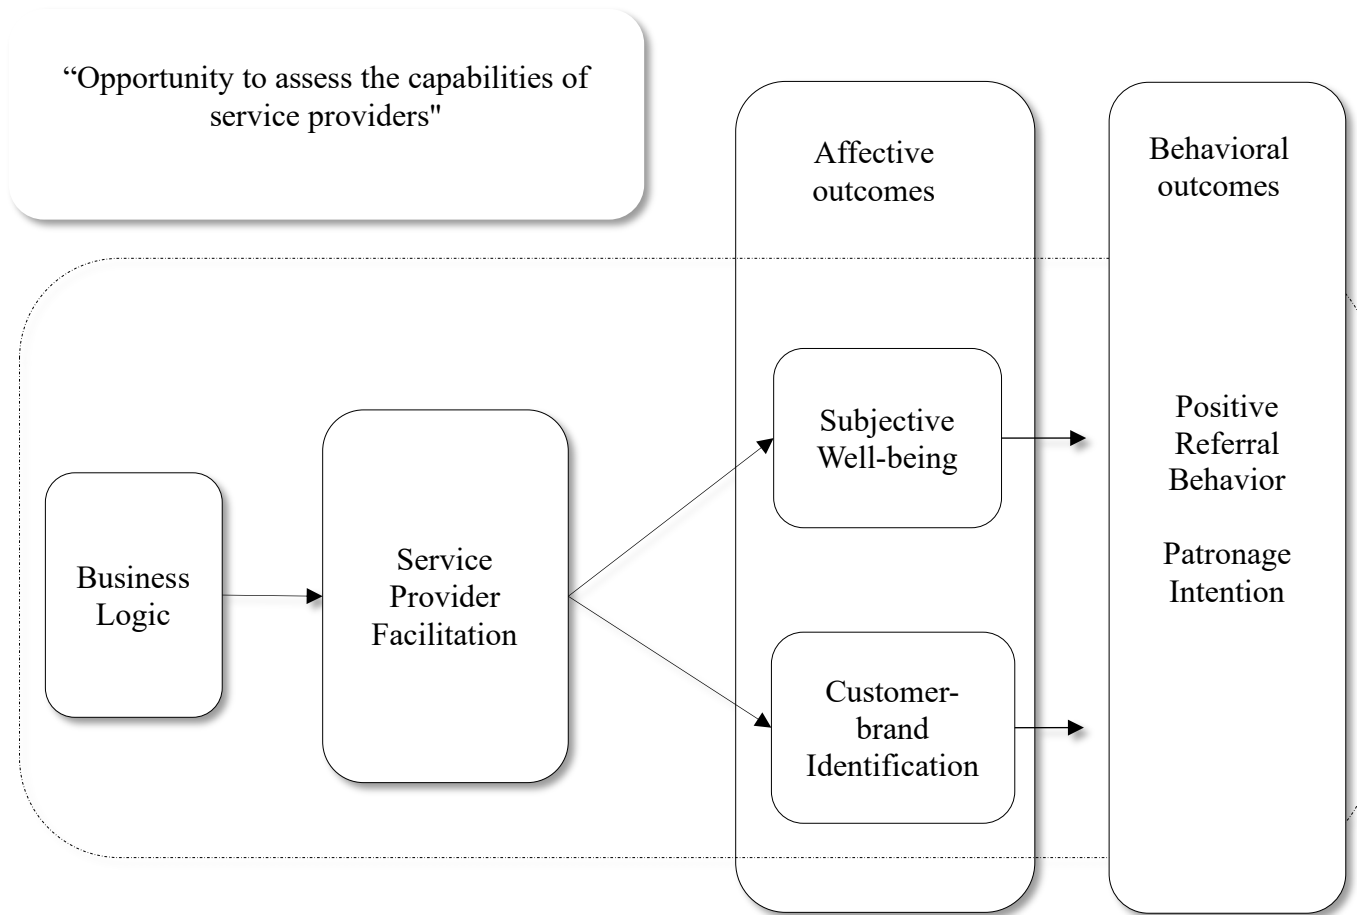 “Opportunity to assess the capabilities of
service providers"
Affective
outcomes
Behavioral
outcomes
Subjective
Well-being
Positive
Referral
Behavior
Patronage
Intention
Business
Logic
Service
Provider
Facilitation
Customer-
brand
Identification